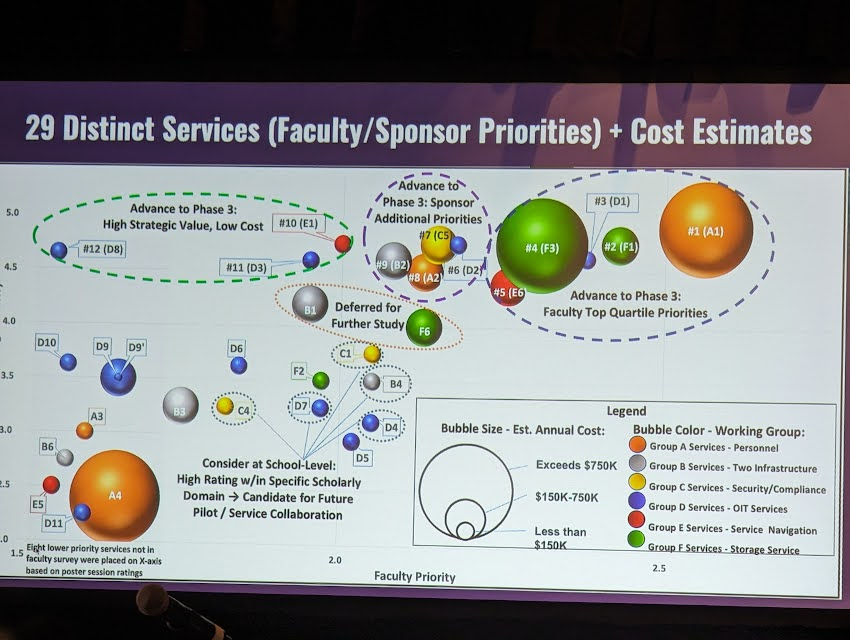 29 Distinct Services (Faculty/Sponsor Priorities) + Cost Estimates
5.0
4.5
4.0
3.5
3.0
2.5
.0
1.5
2.0
2.5
Faculty Priority
Advance to Phase 3:
High Strategic Value, Low Cost
#12 (D8)
#10 (E1)
#11 (D3)
Advance to
Phase 3: Sponsor
Additional Priorities
#7 (C5
#9 (B2)
#8 (A2)
#6 (D2)
#3 (D1)
#4 (F3)
#2 (F1)
#1 (A1)
#5 (E6)
Advance to Phase 3:
Faculty Top Quartile Priorities
B1
Deferred for
Further Study
F6
D10
D9
D9'
D6
C1
F2
B4
B3
C4
D7
D4
D5
A3
B6
A4
E5
D11
Consider at School-Level:
High Rating w/in Specific Scholarly
Domain → Candidate for Future
Pilot / Service Collaboration
Eight lower priority services not in
faculty survey were placed on X-axis
based on poster session ratings
Legend
Bubble Size - Est. Annual Cost:
Exceeds $750K
$150K-750K
Less than
$150K
Bubble Color - Working Group:
Group A Services - Personnel
Group B Services - Two Infrastructure
Group C Services - Security/Compliance
Group D Services - OIT Services
Group E Services - Service Navigation
Group F Services - Storage Service